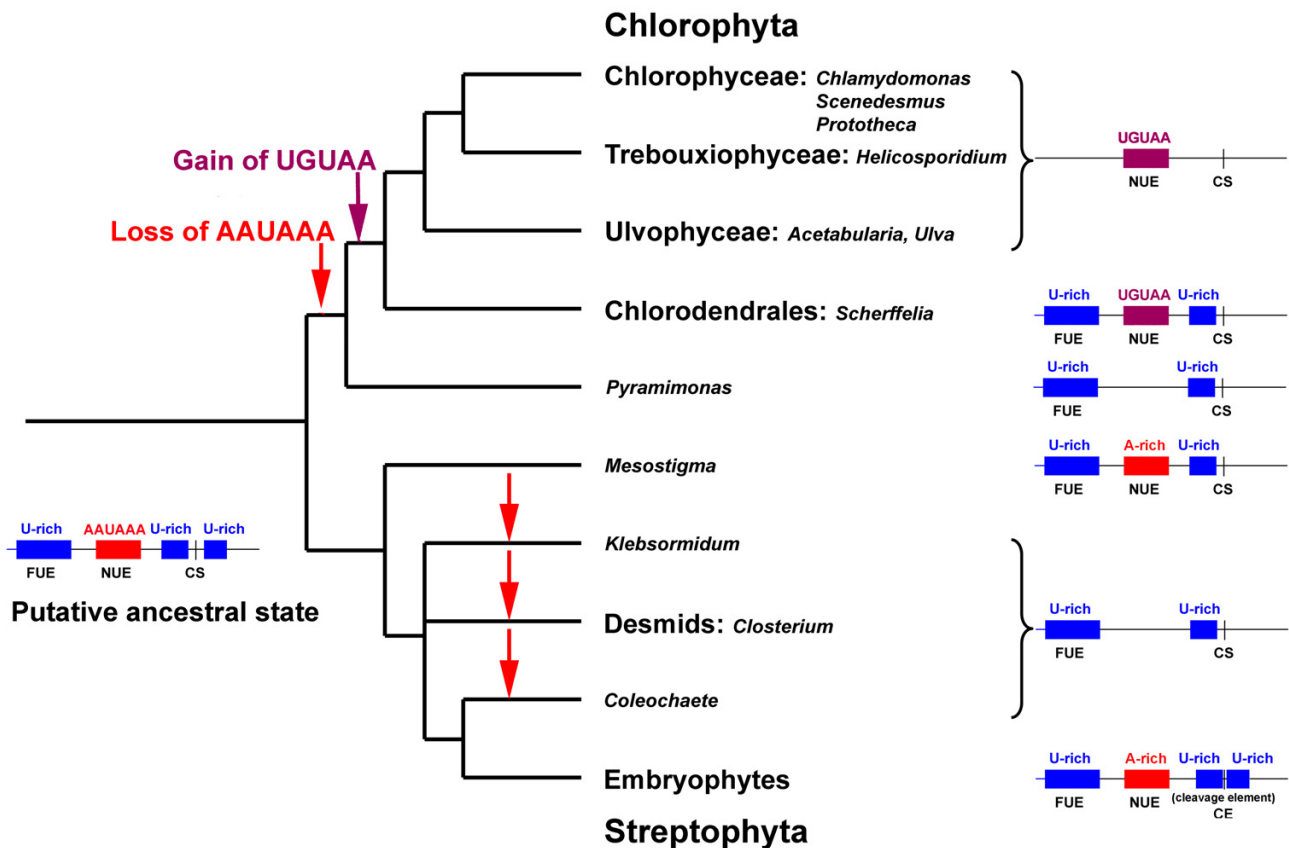 Chlorophyta
Chlorophyceae: Chlamydomonas
Scenedesmus
Prototheca
UGUAA
NUE CS
Gain of UGUAA
Trebouxiophyceae: Helicosporidium
Loss of AAUAAA
Ulvophyceae: Acetabularia, Ulva
U-rich UGUAA U-rich
Chlorodendrales: Scherffelia
FUE NUE CS
U-rich U-rich
Pyramimonas
FUE CS
U-rich A-rich U-rich
Mesostigma
FUE NUE CS
U-rich AAUAAA U-rich U-rich
FUE NUE CS
Putative ancestral state
Klebsormidum
Desmids: Closterium
U-rich U-rich
FUE CS
Coleochaete
U-rich A-rich U-rich U-rich
Embryophytes
(cleavage element)
FUE NUE CE
Streptophyta